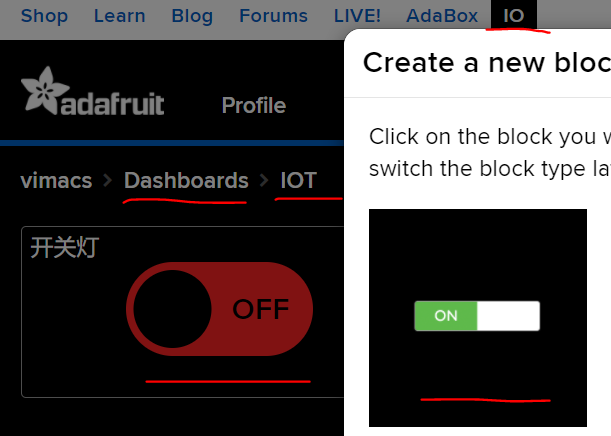 Shop Learn Blog Forums LIVE! AdaBox IO
adafruit Profile
vimacs > Dashboards > IOT
开关灯
OFF
Create a new bloc
Click on the block you w
switch the block type la
ON